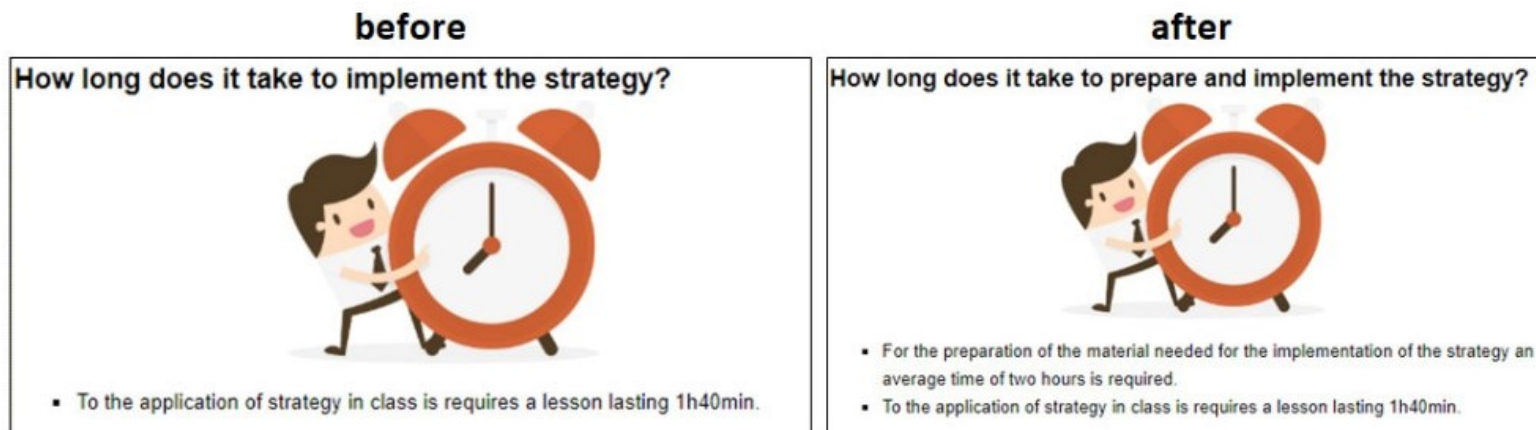 before
How long does it take to implement the strategy?
▪ To the application of strategy in class is requires a lesson lasting 1h40min.
after
How long does it take to prepare and implement the strategy?
▪ For the preparation of the material needed for the implementation of the strategy an
average time of two hours is required.
▪ To the application of strategy in class is requires a lesson lasting 1h40min.